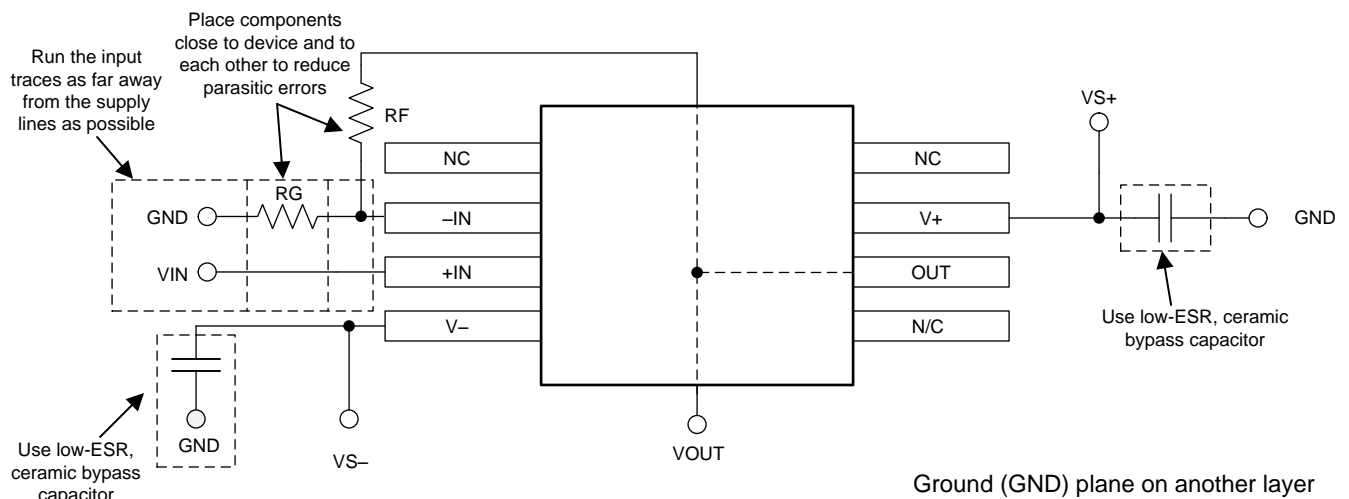 Place components
close to device and to
each other to reduce
parasitic errors
Run the input
traces as far away
from the supply
lines as possible
RF
VS+
NC
NC
RG
GND
–IN
V+
GND
VIN
+IN
OUT
V–
N/C
Use low-ESR, ceramic
bypass capacitor
GND
VS–
VOUT
Use low-ESR,
ceramic bypass
capacitor
Ground (GND) plane on another layer